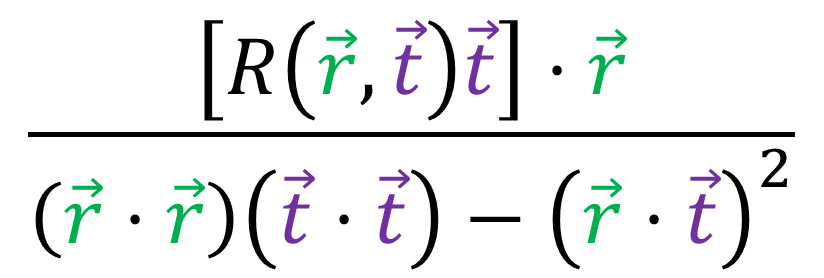 [R(r⃗, t⃗)t⃗] · r⃗
(r⃗ · r⃗)(t⃗ · t⃗) − (r⃗ · t⃗)²